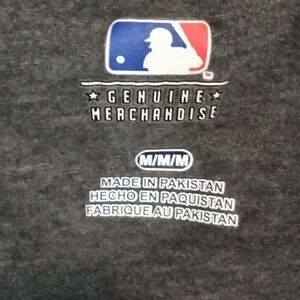 ★ GENUINE ★
MERCHANDISE
M/M/M
MADE IN PAKISTAN
HECHO EN PAQUISTAN
FABRIQUE AU PAKISTAN